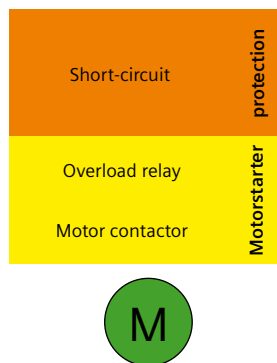 Short-circuit
protection
Overload relay
Motor contactor
Motorstarter
M